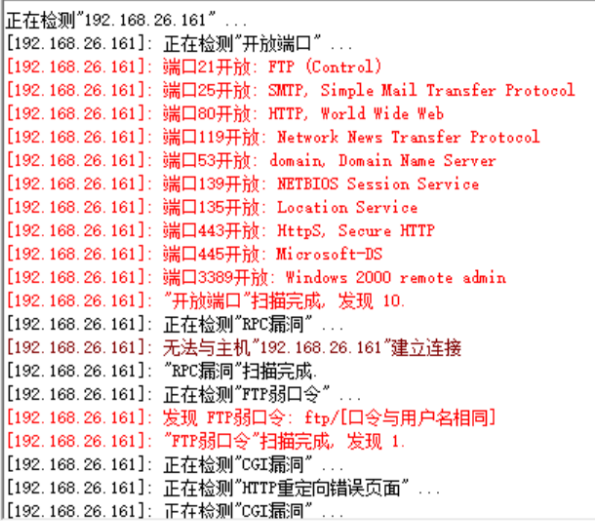 正在检测"192.168.26.161" ...
[192.168.26.161]: 正在检测"开放端口" ...
[192.168.26.161]: 端口21开放: FTP (Control)
[192.168.26.161]: 端口25开放: SMTP, Simple Mail Transfer Protocol
[192.168.26.161]: 端口80开放: HTTP, World Wide Web
[192.168.26.161]: 端口119开放: Network News Transfer Protocol
[192.168.26.161]: 端口53开放: domain, Domain Name Server
[192.168.26.161]: 端口139开放: NETBIOS Session Service
[192.168.26.161]: 端口135开放: Location Service
[192.168.26.161]: 端口443开放: HttpS, Secure HTTP
[192.168.26.161]: 端口445开放: Microsoft-DS
[192.168.26.161]: 端口3389开放: Windows 2000 remote admin
[192.168.26.161]: "开放端口"扫描完成, 发现 10.
[192.168.26.161]: 正在检测"RPC漏洞" ...
[192.168.26.161]: 无法与主机"192.168.26.161"建立连接
[192.168.26.161]: "RPC漏洞"扫描完成.
[192.168.26.161]: 正在检测"FTP弱口令" ...
[192.168.26.161]: 发现 FTP弱口令: ftp/[口令与用户名相同]
[192.168.26.161]: "FTP弱口令"扫描完成, 发现 1.
[192.168.26.161]: 正在检测"CGI漏洞" ...
[192.168.26.161]: 正在检测"HTTP重定向错误页面" ...
[192.168.26.161]: 正在检测"CGI漏洞" ...